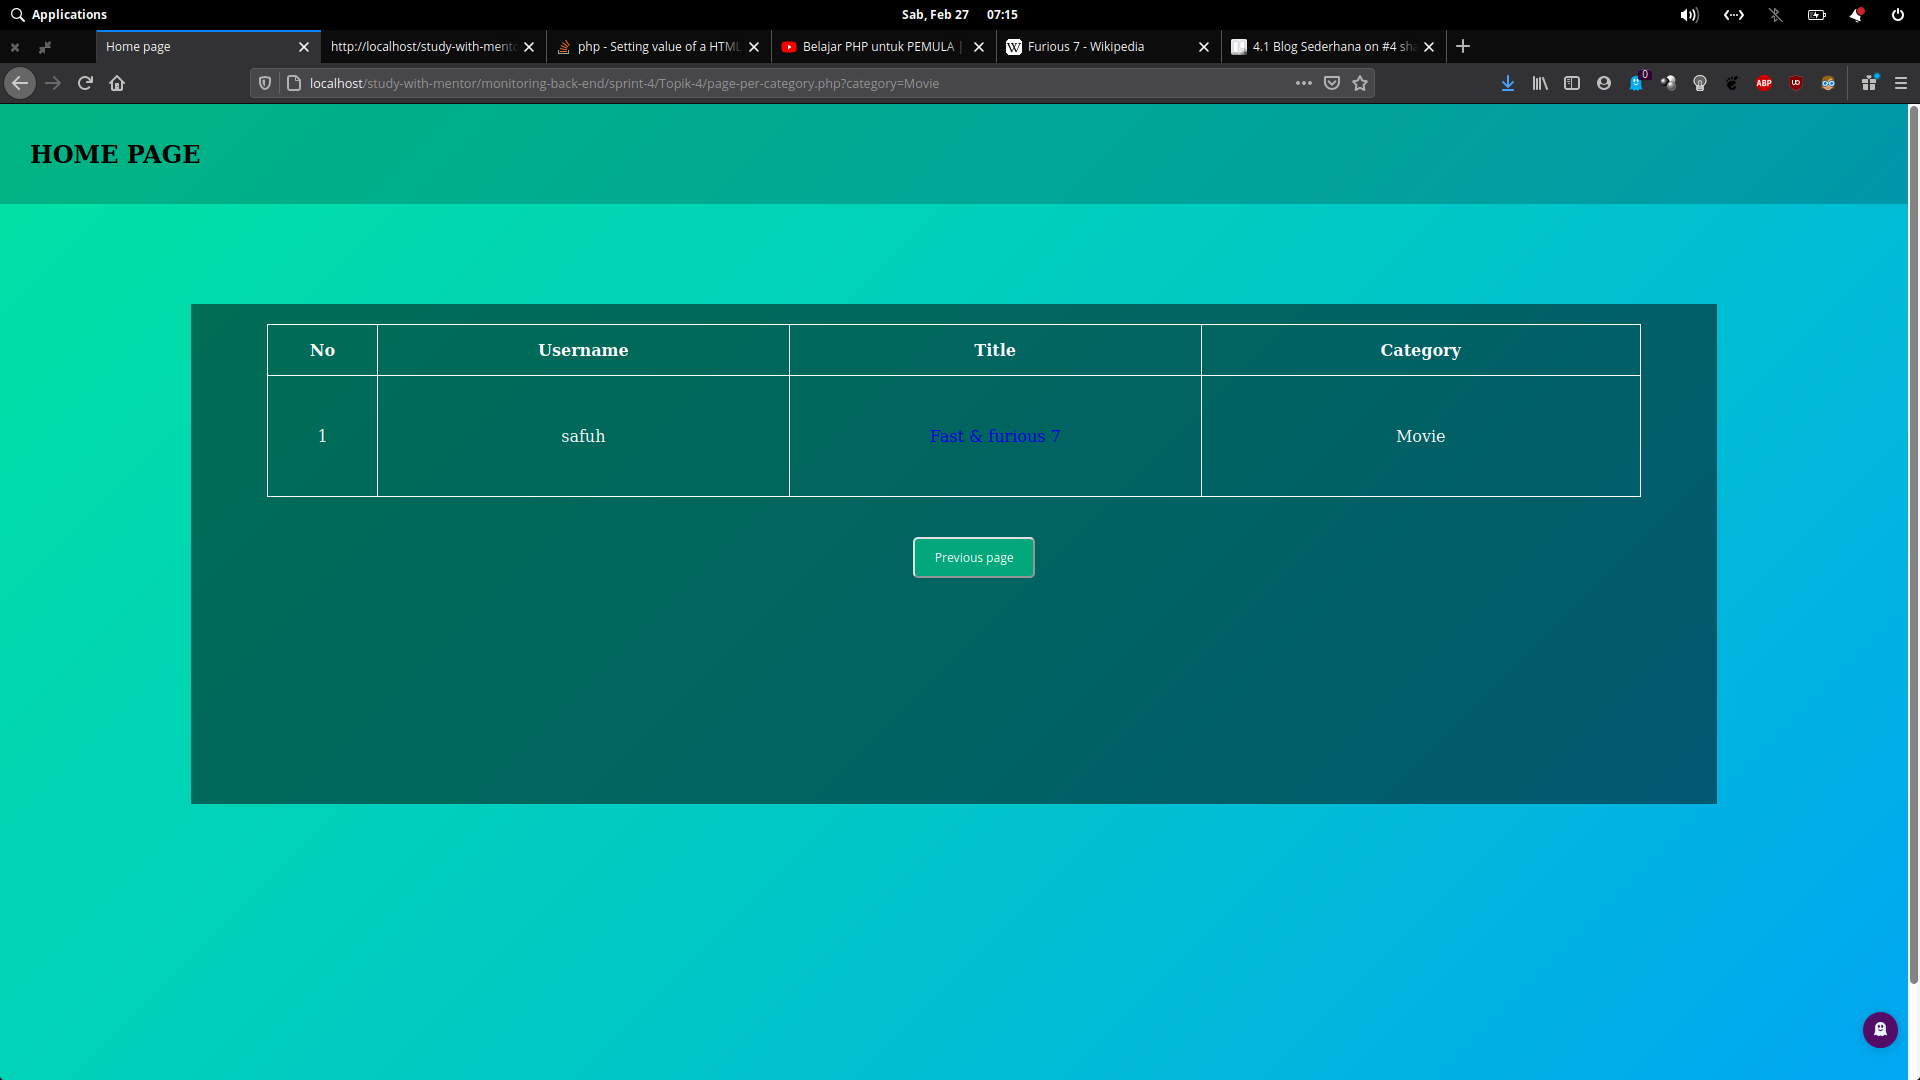 Applications
Sab, Feb 27 07:15
Home page
http://localhost/study-with-mento
php - Setting value of a HTML
Belajar PHP untuk PEMULA |
Furious 7 - Wikipedia
4.1 Blog Sederhana on #4 sha
localhost/study-with-mentor/monitoring-back-end/sprint-4/Topik-4/page-per-category.php?category=Movie
0
ABP
HOME PAGE
No Username Title Category
1 safuh Fast & furious 7 Movie
Previous page